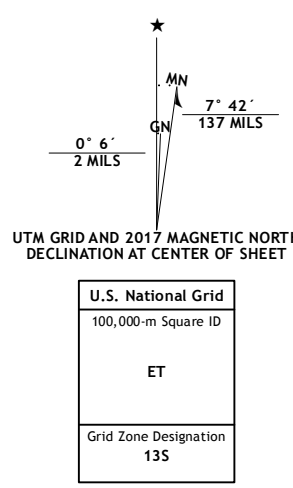 ★
MN
7° 42´
137 MILS
GN
0° 6´
2 MILS
UTM GRID AND 2017 MAGNETIC NORT
DECLINATION AT CENTER OF SHEET
U.S. National Grid
100,000-m Square ID
ET
Grid Zone Designation
13S